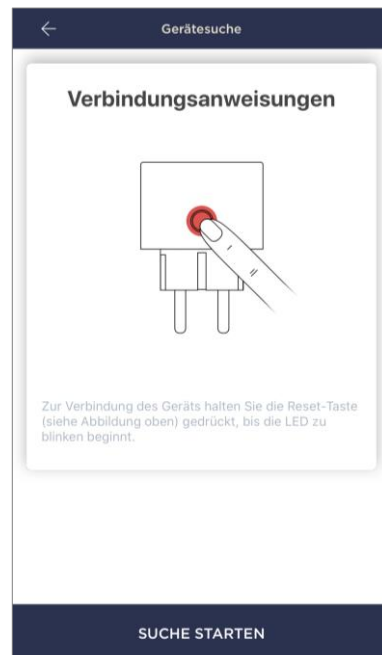 Gerätesuche
Verbindungsanweisungen
Zur Verbindung des Geräts halten Sie die Reset-Taste
(siehe Abbildung oben) gedrückt, bis die LED zu
blinken beginnt.
SUCHE STARTEN